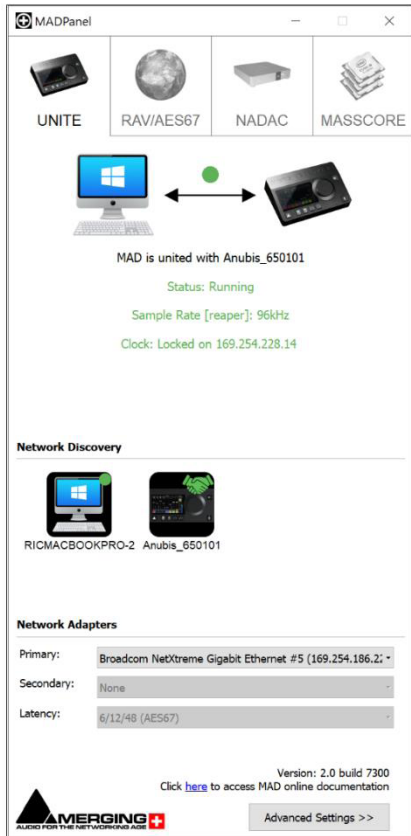 MADPanel
UNITE
RAV/AES67
NADAC
MASSCORE
MAD is united with Anubis_650101
Status: Running
Sample Rate [reaper]: 96kHz
Clock: Locked on 169.254.228.14
Network Discovery
RICMACBOOKPRO-2 Anubis_650101
Network Adapters
Primary: Broadcom NetXtreme Gigabit Ethernet #5 (169.254.186.2
Secondary: None
Latency: 6/12/48 (AES67)
Version: 2.0 build 7300
Click here to access MAD online documentation
MERGING
AUDIO FOR THE NETWORKING AGE
Advanced Settings >>